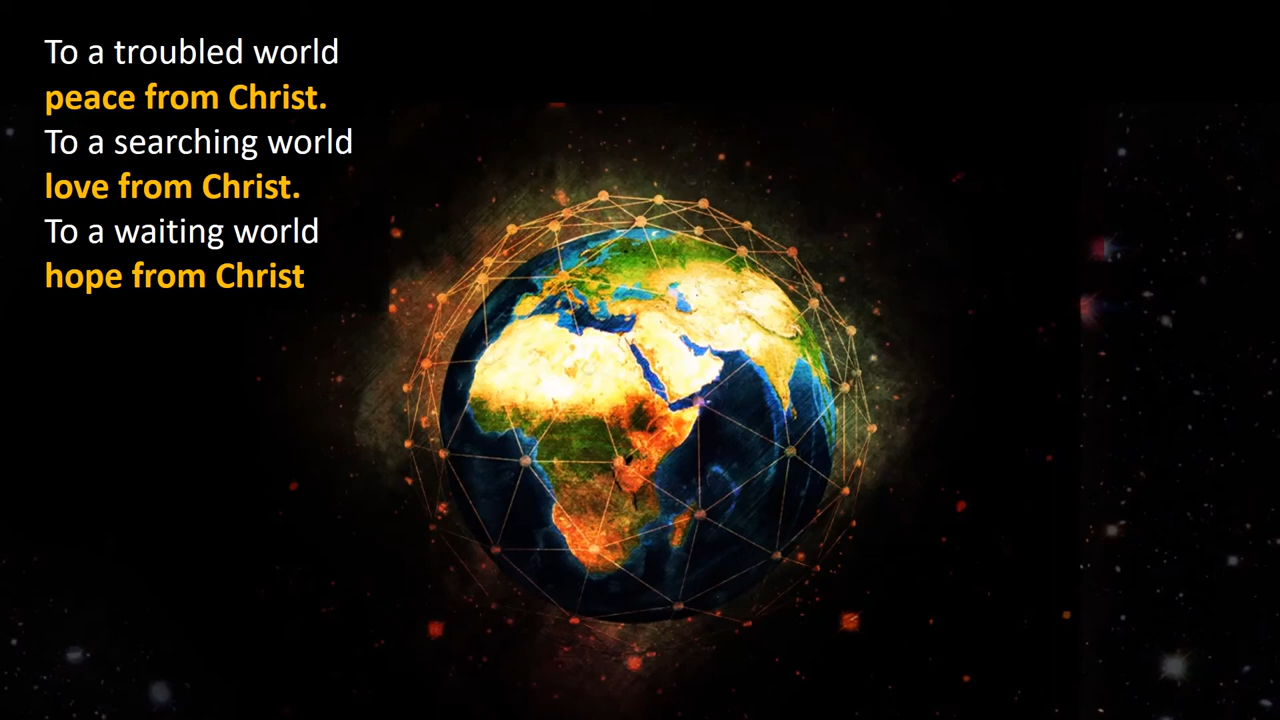 To a troubled world
peace from Christ.
To a searching world
love from Christ.
To a waiting world
hope from Christ